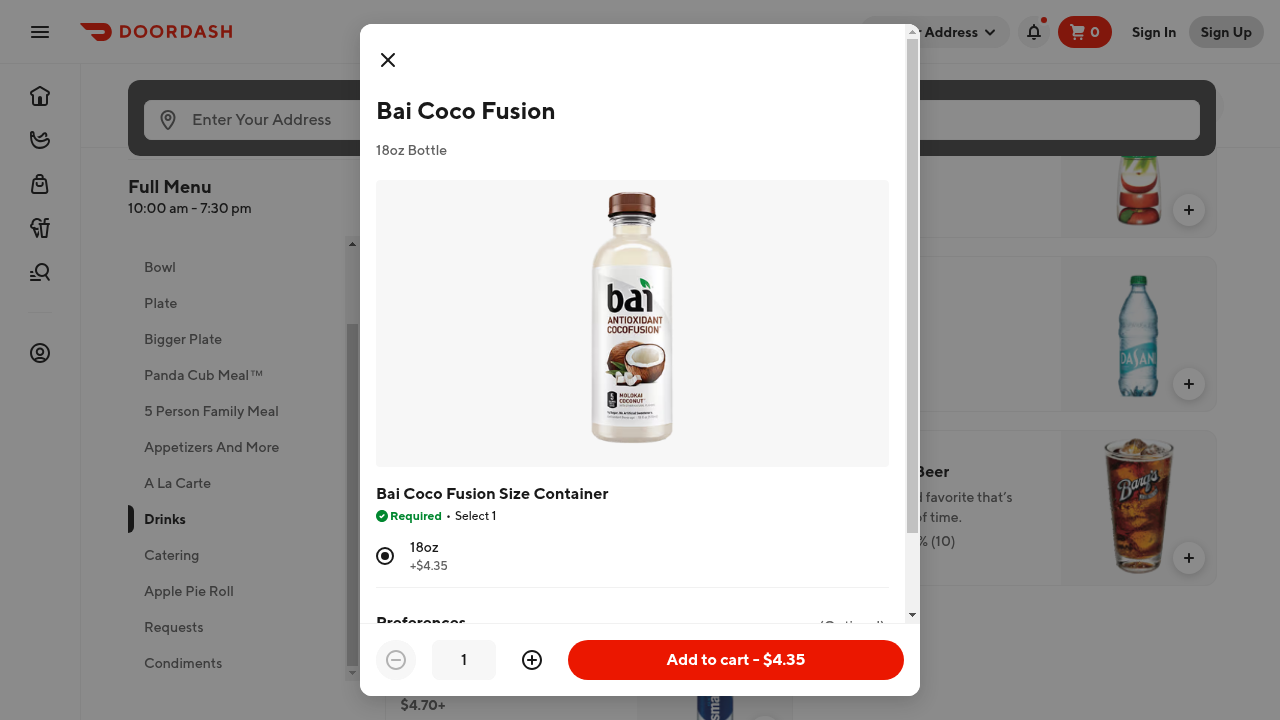 DOORDASH
Address
0
Sign In
Sign Up
Enter Your Address
Full Menu
10:00 am - 7:30 pm
Bowl
Plate
Bigger Plate
Panda Cub Meal™
5 Person Family Meal
Appetizers And More
A La Carte
Drinks
Catering
Apple Pie Roll
Requests
Condiments
Bai Coco Fusion
18oz Bottle
bai
ANTIOXIDANT
COCOFUSION
MOLOKAI
COCONUT
Bai Coco Fusion Size Container
Required • Select 1
18oz
+$4.35
Preferences
(Optional)
1
Add to cart - $4.35
DASANI
Beer
favorite that's
of time.
% (10)
Barq's
$4.70+